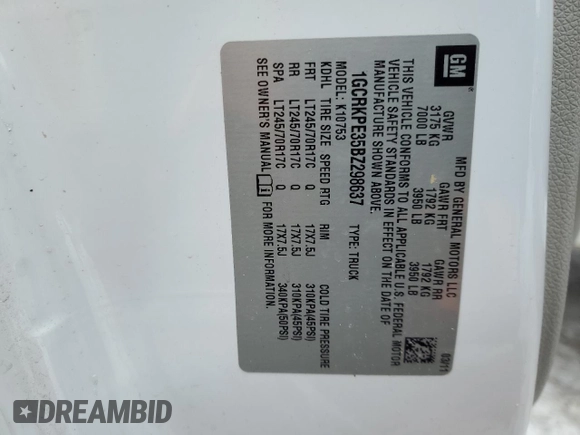 GM
MFD BY GENERAL MOTORS LLC
03/11
GVWR GAWR FRT GAWR RR
3175 KG 1792 KG 1792 KG
7000 LB 3950 LB 3950 LB
THIS VEHICLE CONFORMS TO ALL APPLICABLE U.S. FEDERAL MOTOR
VEHICLE SAFETY STANDARDS IN EFFECT ON THE DATE OF
MANUFACTURE SHOWN ABOVE.
1GCRKPE35BZ298637 TYPE: TRUCK
MODEL: K10753
KDHL TIRE SIZE SPEED RTG RIM COLD TIRE PRESSURE
FRT LT245/70R17C Q 17X7.5J 310KPA(45PSI)
RR LT245/70R17C Q 17X7.5J 310KPA(45PSI)
SPA LT245/70R17C Q 17X7.5J 340KPA(50PSI)
SEE OWNER'S MANUAL FOR MORE INFORMATION.
DREAMBID